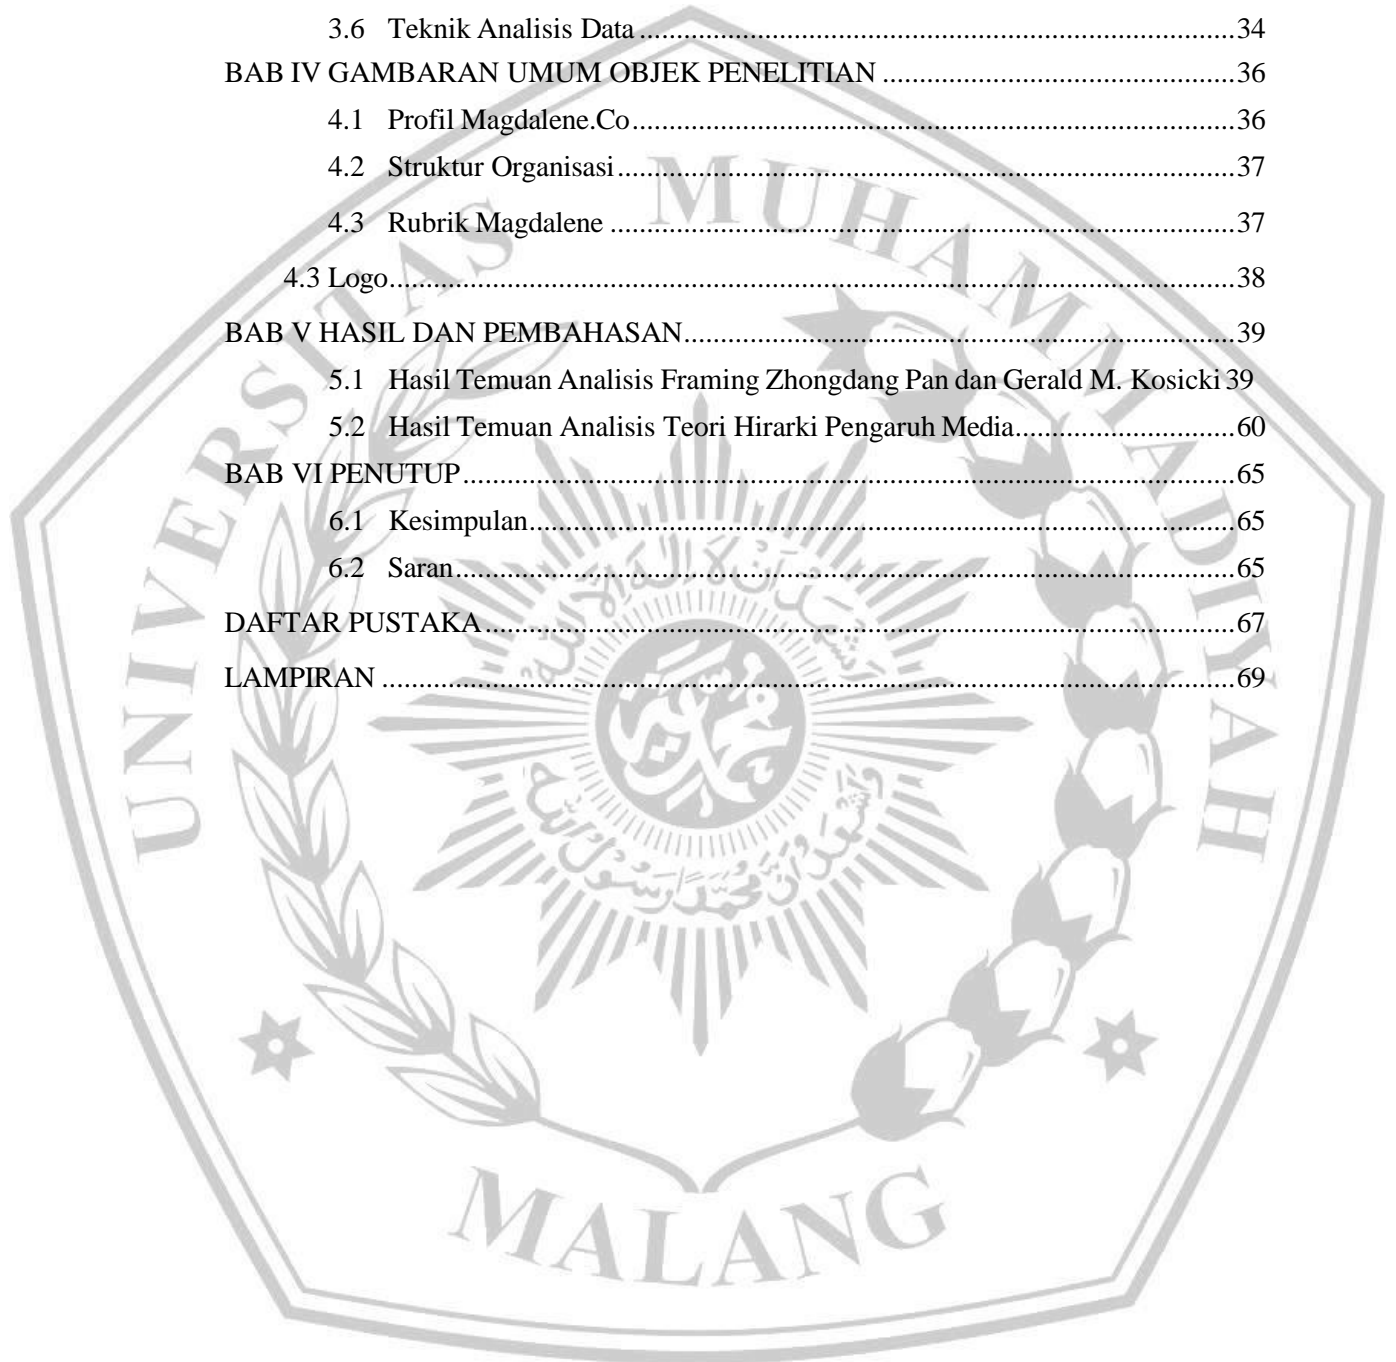 3.6 Teknik Analisis Data ........ 34
BAB IV GAMBARAN UMUM OBJEK PENELITIAN ........ 36
4.1 Profil Magdalene.Co ........ 36
4.2 Struktur Organisasi ........ 37
4.3 Rubrik Magdalene ........ 37
4.3 Logo ........ 38
BAB V HASIL DAN PEMBAHASAN ........ 39
5.1 Hasil Temuan Analisis Framing Zhongdang Pan dan Gerald M. Kosicki 39
5.2 Hasil Temuan Analisis Teori Hirarki Pengaruh Media ........ 60
BAB VI PENUTUP ........ 65
6.1 Kesimpulan ........ 65
6.2 Saran ........ 65
DAFTAR PUSTAKA ........ 67
LAMPIRAN ........ 69
UNIVERSITAS MUHAMMADIYAH
MALANG